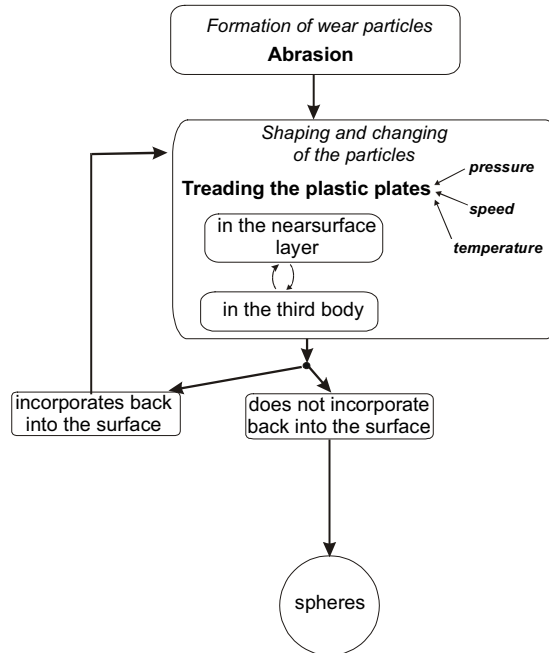 Formation of wear particles
Abrasion
Shaping and changing
of the particles
Treading the plastic plates
pressure
speed
temperature
in the nearsurface
layer
in the third body
incorporates back
into the surface
does not incorporate
back into the surface
spheres